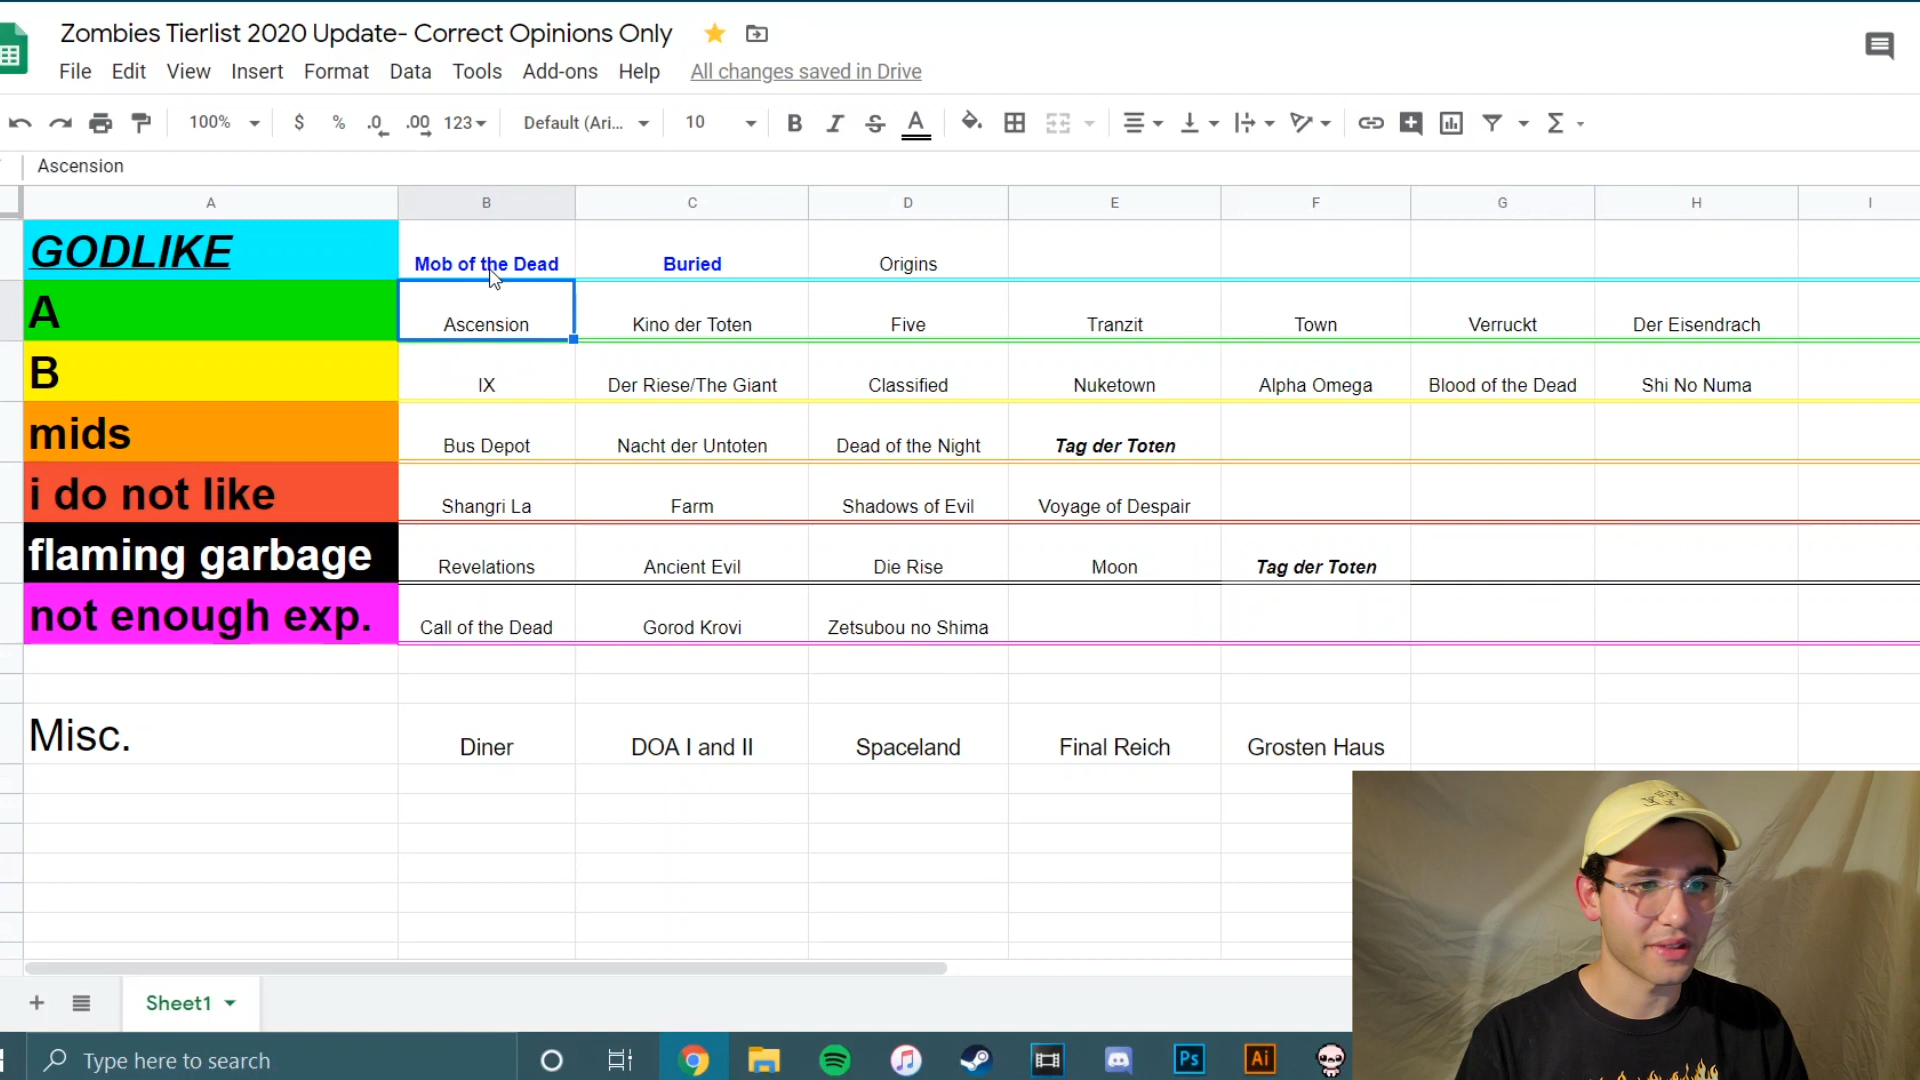 Zombies Tierlist 2020 Update- Correct Opinions Only
File Edit View Insert Format Data Tools Add-ons Help All changes saved in Drive
100% $ % .0 .00 123 Default (Ari... 10 B I S A
Ascension
A B C D E F G H I
GODLIKE Mob of the Dead Buried Origins
A Ascension Kino der Toten Five Tranzit Town Verruckt Der Eisendrach
B IX Der Riese/The Giant Classified Nuketown Alpha Omega Blood of the Dead Shi No Numa
mids Bus Depot Nacht der Untoten Dead of the Night Tag der Toten
i do not like Shangri La Farm Shadows of Evil Voyage of Despair
flaming garbage Revelations Ancient Evil Die Rise Moon Tag der Toten
not enough exp. Call of the Dead Gorod Krovi Zetsubou no Shima
Misc. Diner DOA I and II Spaceland Final Reich Grosten Haus
Sheet1
Type here to search Ps Ai